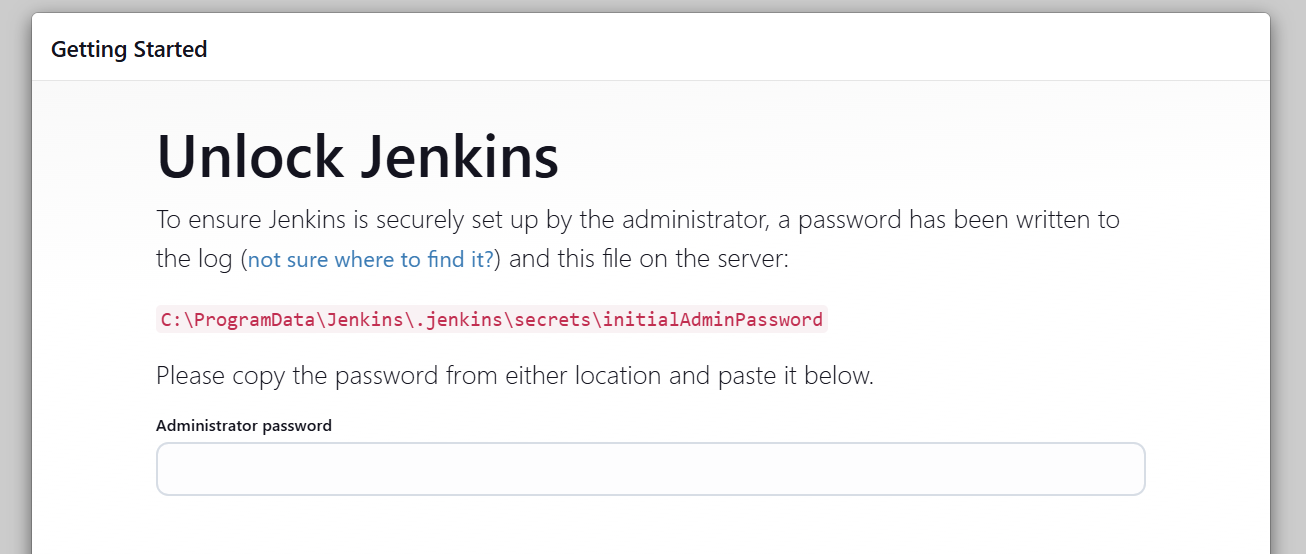 Getting Started
Unlock Jenkins
To ensure Jenkins is securely set up by the administrator, a password has been written to
the log (not sure where to find it?) and this file on the server:
C:\ProgramData\Jenkins\.jenkins\secrets\initialAdminPassword
Please copy the password from either location and paste it below.
Administrator password